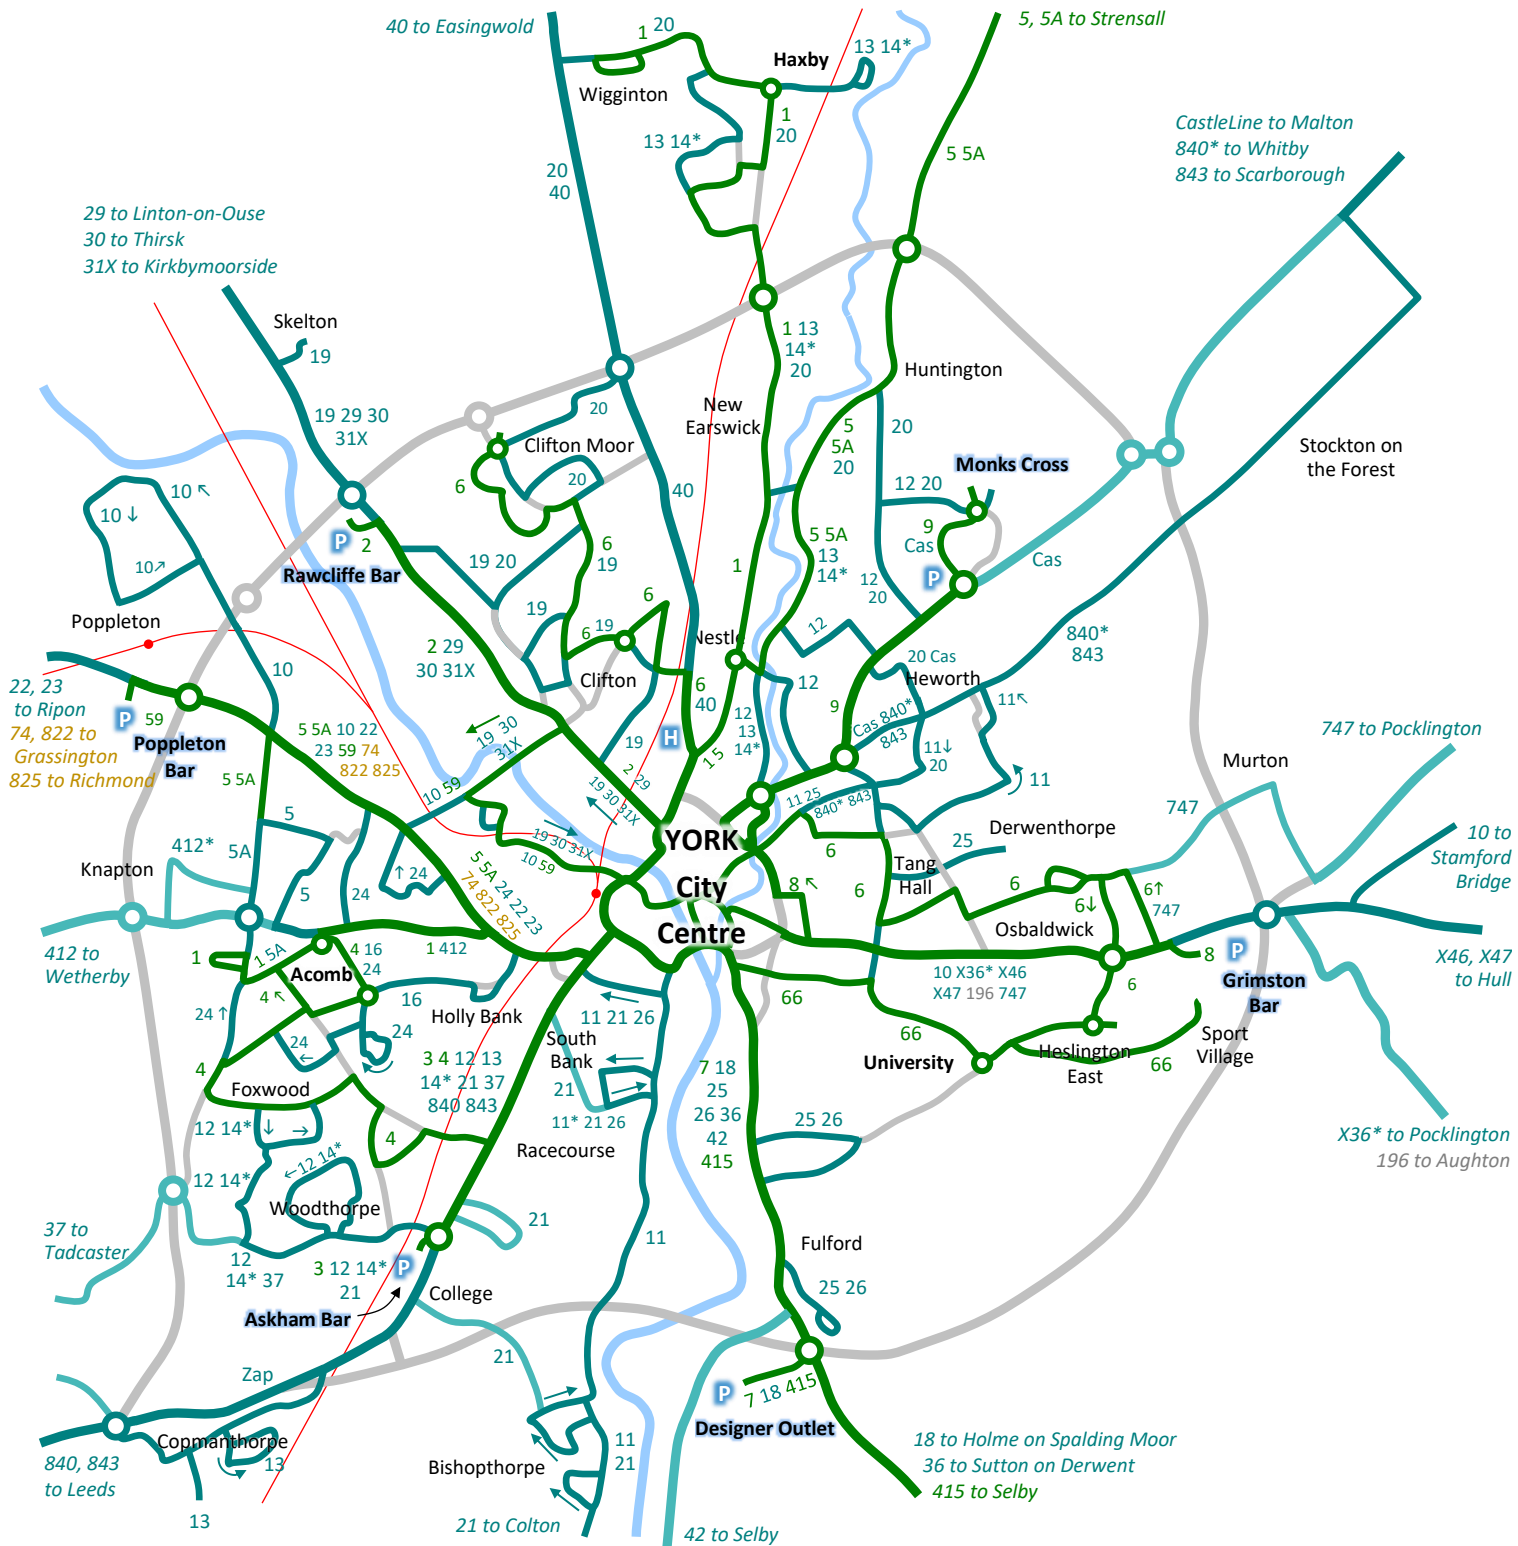 40 to Easingwold
1 20
Haxby
13 14*
5, 5A to Strensall
Wigginton
1
20
13 14*
CastleLine to Malton
840* to Whitby
843 to Scarborough
5 5A
20
40
29 to Linton-on-Ouse
30 to Thirsk
31X to Kirkbymoorside
Skelton
19
1 13
14*
20
Huntington
19 29 30
31X
20
New
Earswick
5
5A
20
20
Clifton Moor
20
Monks Cross
Stockton on
the Forest
6
40
12 20
10 ↖
10 ↓
10↗
9
Cas
P
2
Rawcliffe Bar
5 5A
13
14*
6
19
19 20
1
Cas
P
12
20
6
19
6
19
12
Poppleton
Nestle
840*
843
2 29
30 31X
20 Cas
Heworth
10
Clifton
12
22, 23
to Ripon
74, 822 to
Grassington
825 to Richmond
P
59
Poppleton
Bar
5 5A 10 22
23 59 74
822 825
6
40
9
11↖
Cas 840*
843
19 30
31X
12
13
14*
19
H
747 to Pocklington
1 5
11↓
20
Murton
2 29
5 5A
10 59
19 30 31X
11
11 25
840* 843
747
5
19 30 31X
YORK
Derwenthorpe
10 to
Stamford
Bridge
412*
5A
6
25
Knapton
10 59
↑ 24
5 5A 24 22 23
74 822 825
Tang
Hall
5
24
City
8 ↖
6
6
6↑
747
6↓
Osbaldwick
Centre
412 to
Wetherby
1
1 5A
4 16
24
1 412
8
P
Grimston
Bar
X46, X47
to Hull
Acomb
10 X36* X46
X47 196 747
6
4 ↖
16
66
24 ↑
Holly Bank
11 21 26
66
24
←
24
South
Bank
University
Heslington
East
Sport
Village
66
4
3 4 12 13
14* 21 37
840 843
7 18
25
26 36
42
415
Foxwood
21
11* 21 26
12 14*
↓ →
4
25 26
X36* to Pocklington
196 to Aughton
Racecourse
←12 14*
12 14*
Woodthorpe
37 to
Tadcaster
21
11
Fulford
12
14* 37
3 12 14*
21
P
College
25 26
Askham Bar
21
Zap
P
7 18 415
Designer Outlet
Copmanthorpe
13
11
21
18 to Holme on Spalding Moor
36 to Sutton on Derwent
415 to Selby
840, 843
to Leeds
Bishopthorpe
13
21 to Colton
42 to Selby